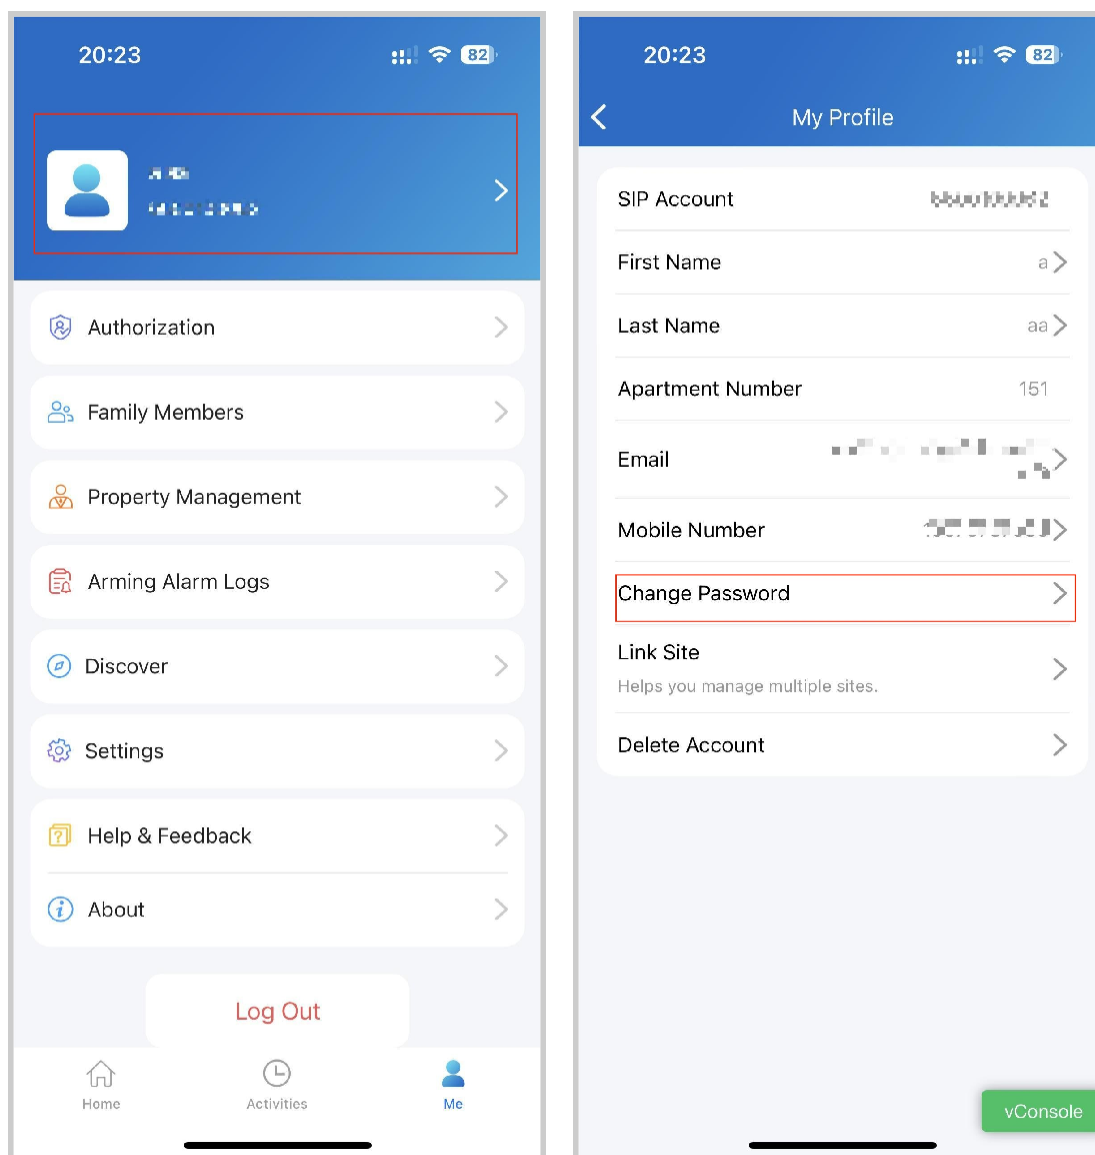 20:23
82
Authorization
Family Members
Property Management
Arming Alarm Logs
Discover
Settings
Help & Feedback
About
Log Out
Home
Activities
Me
20:23
82
My Profile
SIP Account
First Name
a
Last Name
aa
Apartment Number
151
Email
Mobile Number
Change Password
Link Site
Helps you manage multiple sites.
Delete Account
vConsole